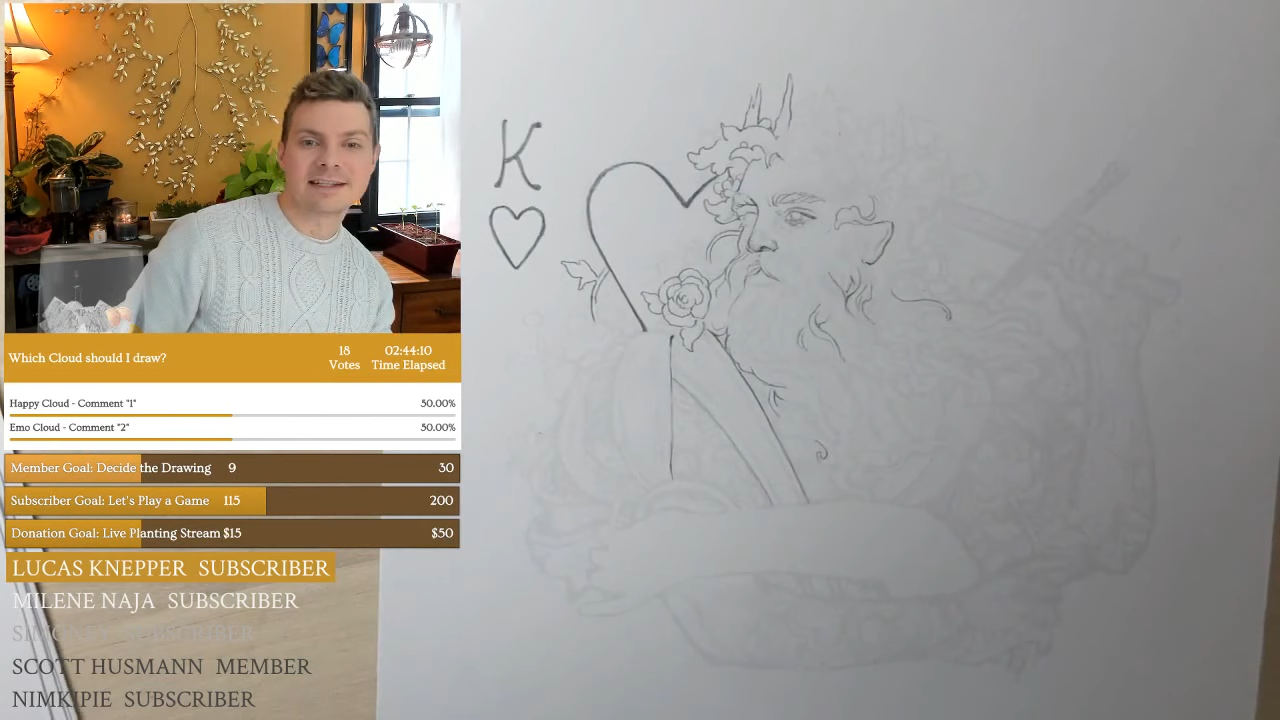 K
Which Cloud should I draw?
18 Votes
02:44:10 Time Elapsed
Happy Cloud - Comment "1" 50.00%
Emo Cloud - Comment "2" 50.00%
Member Goal: Decide the Drawing 9 30
Subscriber Goal: Let's Play a Game 115 200
Donation Goal: Live Planting Stream $15 $50
LUCAS KNEPPER SUBSCRIBER
MILENE NAJA SUBSCRIBER
SUBSCRIBER
SCOTT HUSMANN MEMBER
NIMKIPIE SUBSCRIBER